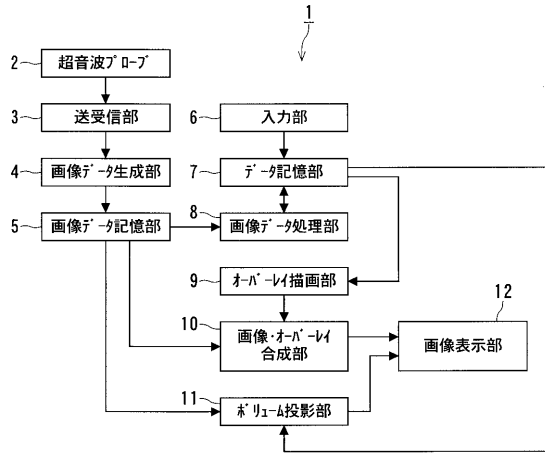 1
2 超音波プローブ
3 送受信部
4 画像データ生成部
5 画像データ記憶部
6 入力部
7 データ記憶部
8 画像データ処理部
9 オーバーレイ描画部
10 画像・オーバーレイ
合成部
11 ボリューム投影部
12
画像表示部